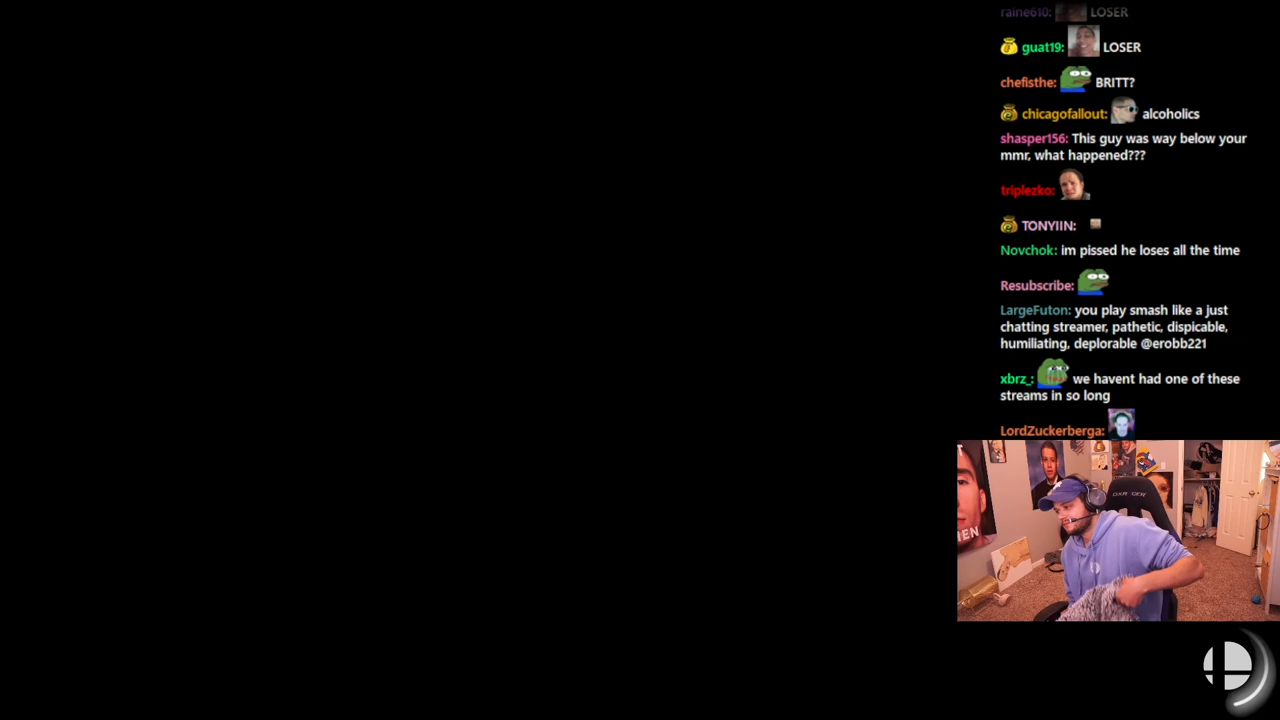 raine610: LOSER
guat19: LOSER
chefisthe: BRITT?
chicagofallout: alcoholics
shasper156: This guy was way below your
mmr, what happened???
triplezko:
TONYIIN:
Novchok: im pissed he loses all the time
Resubscribe:
LargeFuton: you play smash like a just
chatting streamer, pathetic, dispicable,
humiliating, deplorable @erobb221
xbrz_: we havent had one of these
streams in so long
LordZuckerberga: